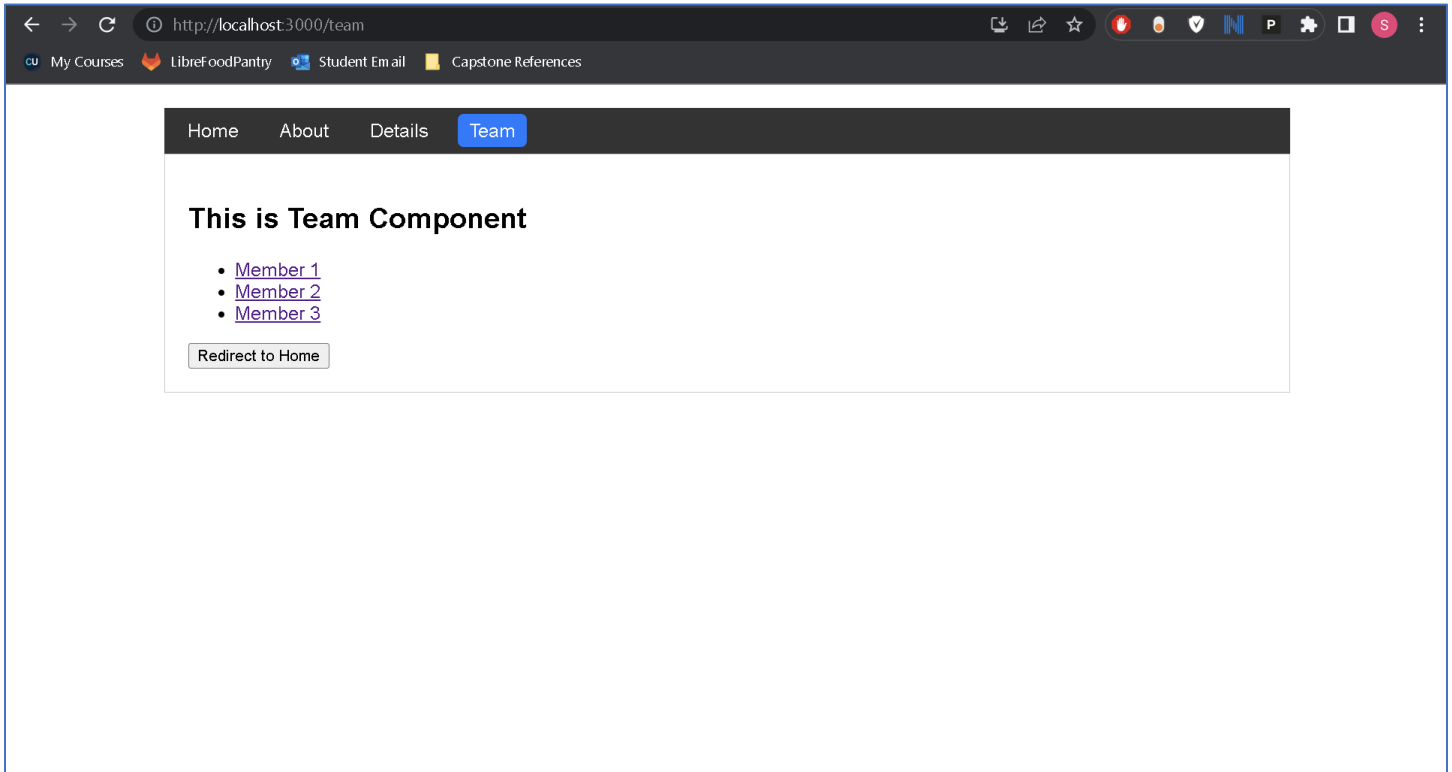 http://localhost:3000/team
P
S
CU My Courses LibreFoodPantry Student Email Capstone References
Home About Details Team
This is Team Component
Member 1
Member 2
Member 3
Redirect to Home